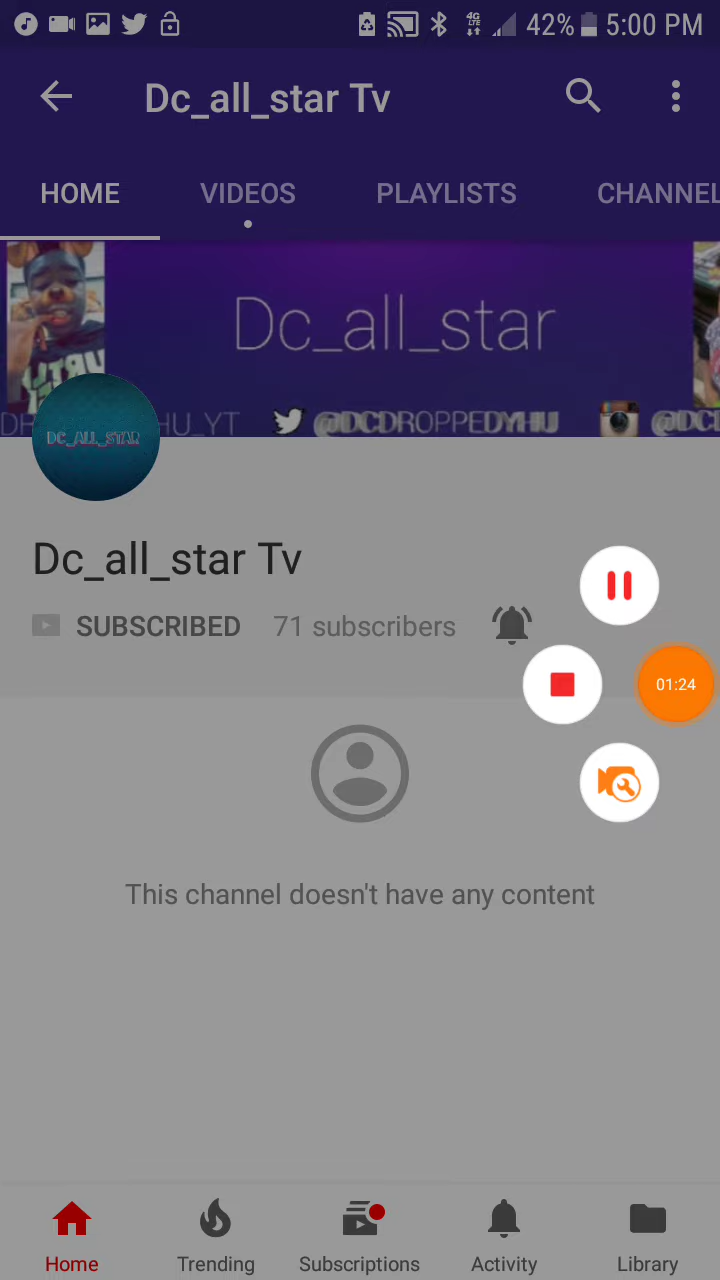 42% 5:00 PM
Dc_all_star Tv
HOME VIDEOS PLAYLISTS CHANNEL
Dc_all_star
HU_YT @DCDROPPEDYHU
DC_ALL_STAR
Dc_all_star Tv
SUBSCRIBED 71 subscribers
01:24
This channel doesn't have any content
Home Trending Subscriptions Activity Library